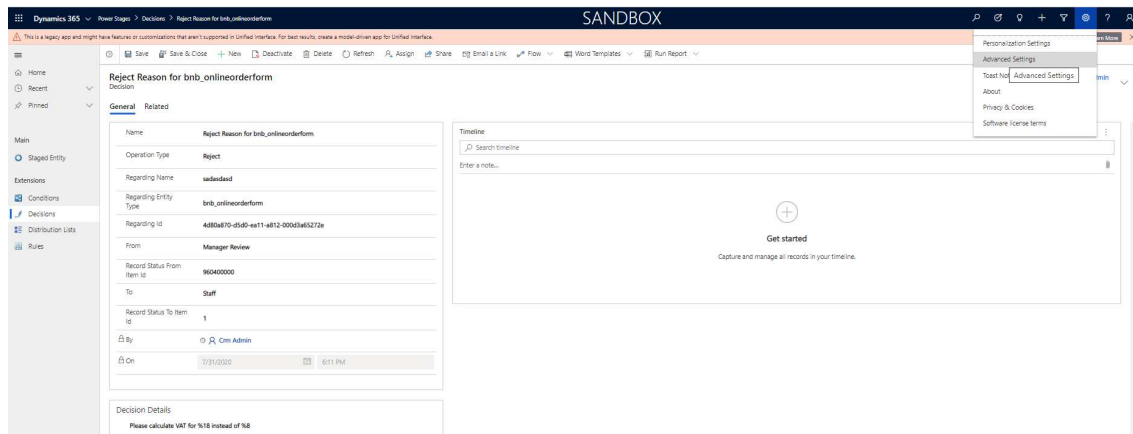 Dynamics 365
Power Stages > Decisions > Reject Reason for bnb_onlineorderform
SANDBOX
This is a legacy app and might have features or customizations that aren't supported in Unified Interface. For best results, create a model-driven app for Unified Interface.
Save
Save & Close
New
Deactivate
Delete
Refresh
Assign
Share
Email a Link
Flow
Word Templates
Run Report
Personalization Settings
Advanced Settings
Advanced Settings
About
Privacy & Cookies
Software license terms
Home
Recent
Pinned
Main
Staged Entity
Extensions
Conditions
Decisions
Distribution Lists
Rules
Reject Reason for bnb_onlineorderform
Decision
General Related
Name Reject Reason for bnb_onlineorderform
Operation Type Reject
Regarding Name sadasdasd
Regarding Entity
Type
bnb_onlineorderform
Regarding Id 4d80a870-d5d0-ea11-a812-000d3a65272e
From Manager Review
Record Status From
Item Id
960400000
To Staff
Record Status To Item
Id
1
By Crm Admin
On 7/31/2020 6:11 PM
Decision Details
Please calculate VAT for %18 instead of %8
Timeline
Search timeline
Enter a note...
Get started
Capture and manage all records in your timeline.